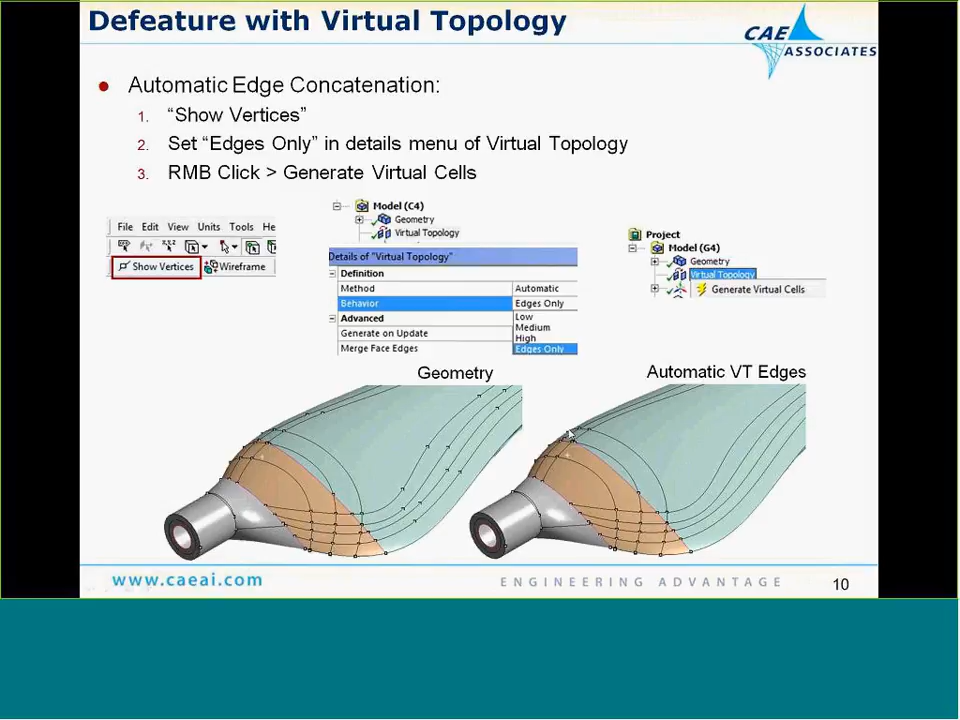 Defeature with Virtual Topology
CAE
ASSOCIATES
● Automatic Edge Concatenation:
1. “Show Vertices”
2. Set “Edges Only” in details menu of Virtual Topology
3. RMB Click > Generate Virtual Cells
File Edit View Units Tools He
Show Vertices Wireframe
Model (C4)
Geometry
Virtual Topology
Details of "Virtual Topology"
Definition
Method Automatic
Behavior Edges Only
Advanced Low
Medium
Generate on Update High
Merge Face Edges Edges Only
Project
Model (G4)
Geometry
Virtual Topology
Generate Virtual Cells
Geometry
Automatic VT Edges
www.caeai.com
ENGINEERING ADVANTAGE
10